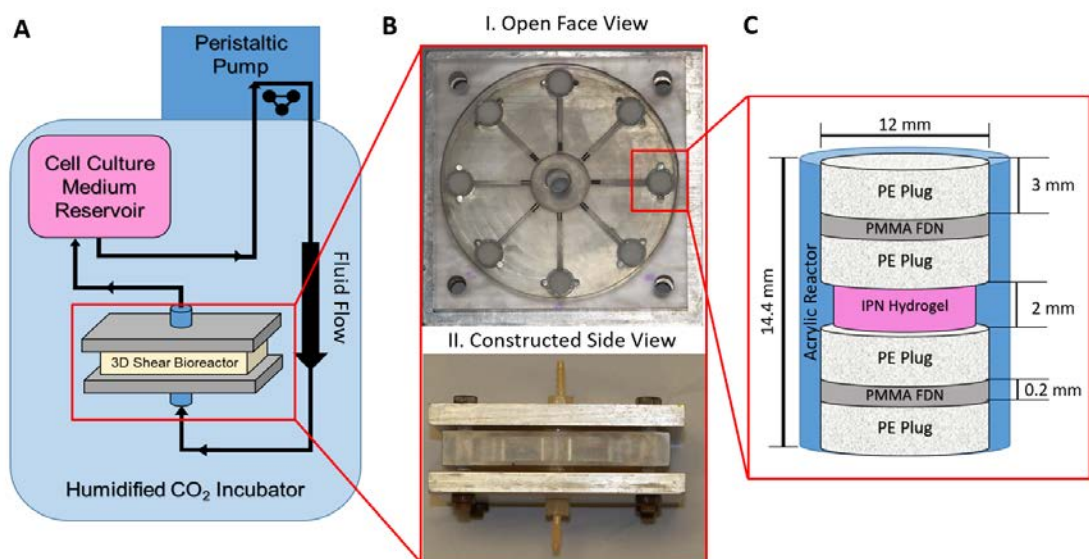 A
Peristaltic
Pump
Cell Culture
Medium
Reservoir
Fluid Flow
3D Shear Bioreactor
Humidified CO₂ Incubator
B
I. Open Face View
II. Constructed Side View
C
12 mm
3 mm
PE Plug
PMMA FDN
PE Plug
14.4 mm
Acrylic Reactor
IPN Hydrogel
2 mm
PE Plug
PMMA FDN
0.2 mm
PE Plug